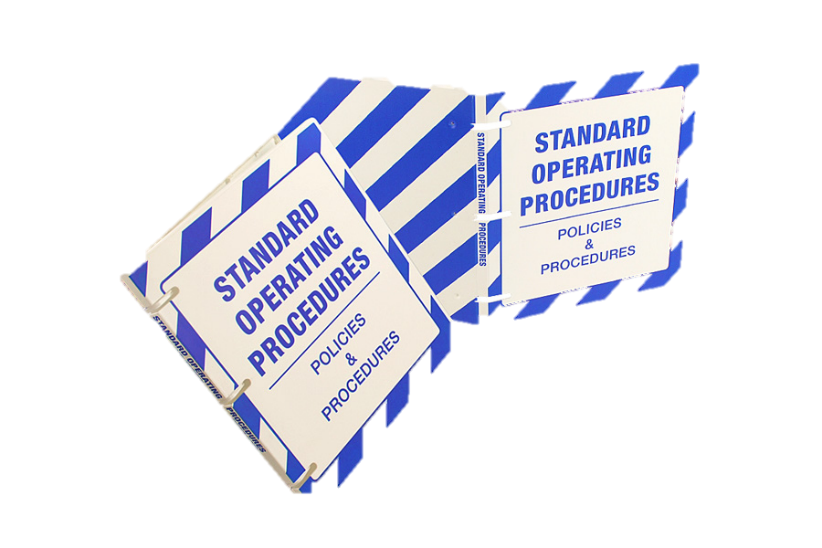 STANDARD
OPERATING
PROCEDURES
POLICIES
&
PROCEDURES
STANDARD OPERATING PROCEDURES
STANDARD OPERATING PROCEDURES
STANDARD
OPERATING
PROCEDURES
POLICIES
&
PROCEDURES